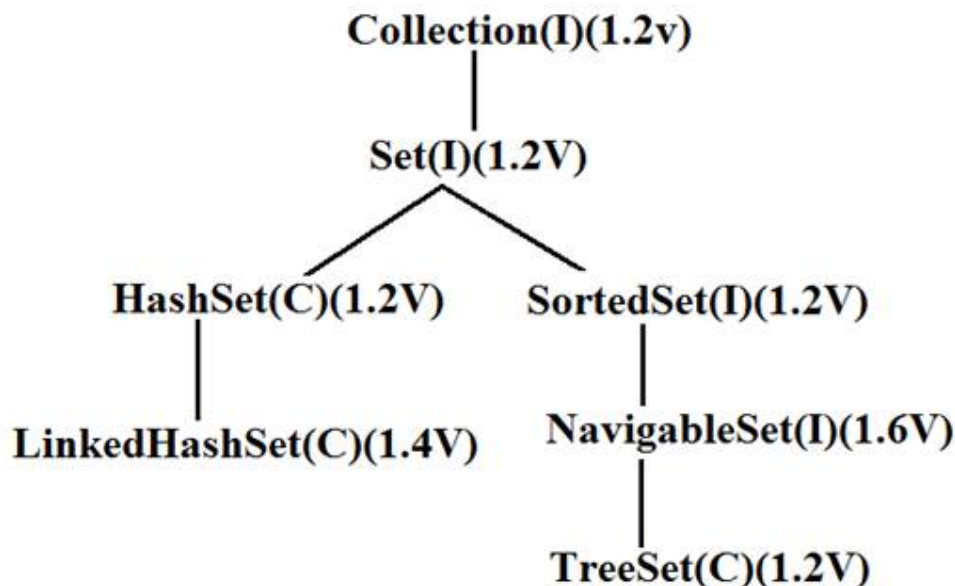 Collection(I)(1.2v)
Set(I)(1.2V)
HashSet(C)(1.2V)
SortedSet(I)(1.2V)
LinkedHashSet(C)(1.4V)
NavigableSet(I)(1.6V)
TreeSet(C)(1.2V)